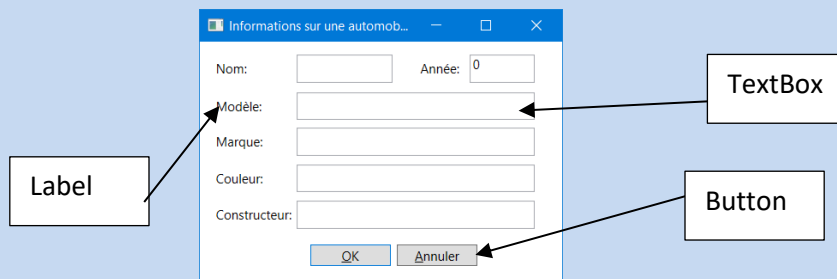 Informations sur une automob...
Nom:
Année: 0
TextBox
Modèle:
Marque:
Label
Couleur:
Button
Constructeur:
OK Annuler